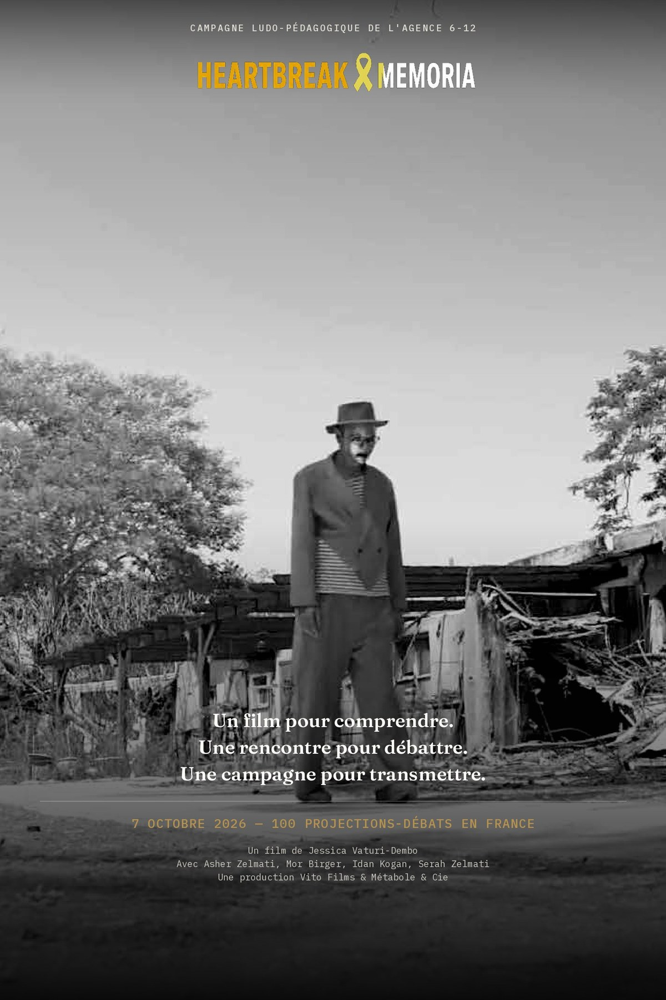 CAMPAGNE LUDO-PÉDAGOGIQUE DE L'AGENCE 6-12
HEARTBREAK MEMORIA
Un film pour comprendre.
Une rencontre pour débattre.
Une campagne pour transmettre.
7 OCTOBRE 2026 — 100 PROJECTIONS-DÉBATS EN FRANCE
Un film de Jessica Vaturi-Dembo
Avec Asher Zelmati, Mor Birger, Idan Kogan, Serah Zelmati
Une production Vito Films & Métabole & Cie